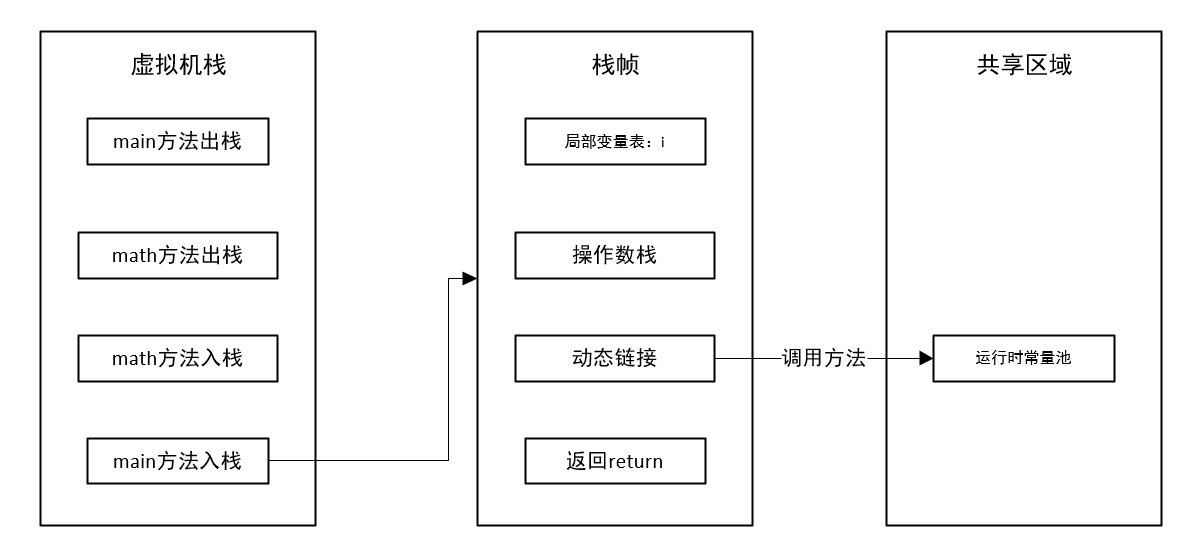 虚拟机栈
main方法出栈
math方法出栈
math方法入栈
main方法入栈
栈帧
局部变量表：i
操作数栈
动态链接
返回return
调用方法
共享区域
运行时常量池